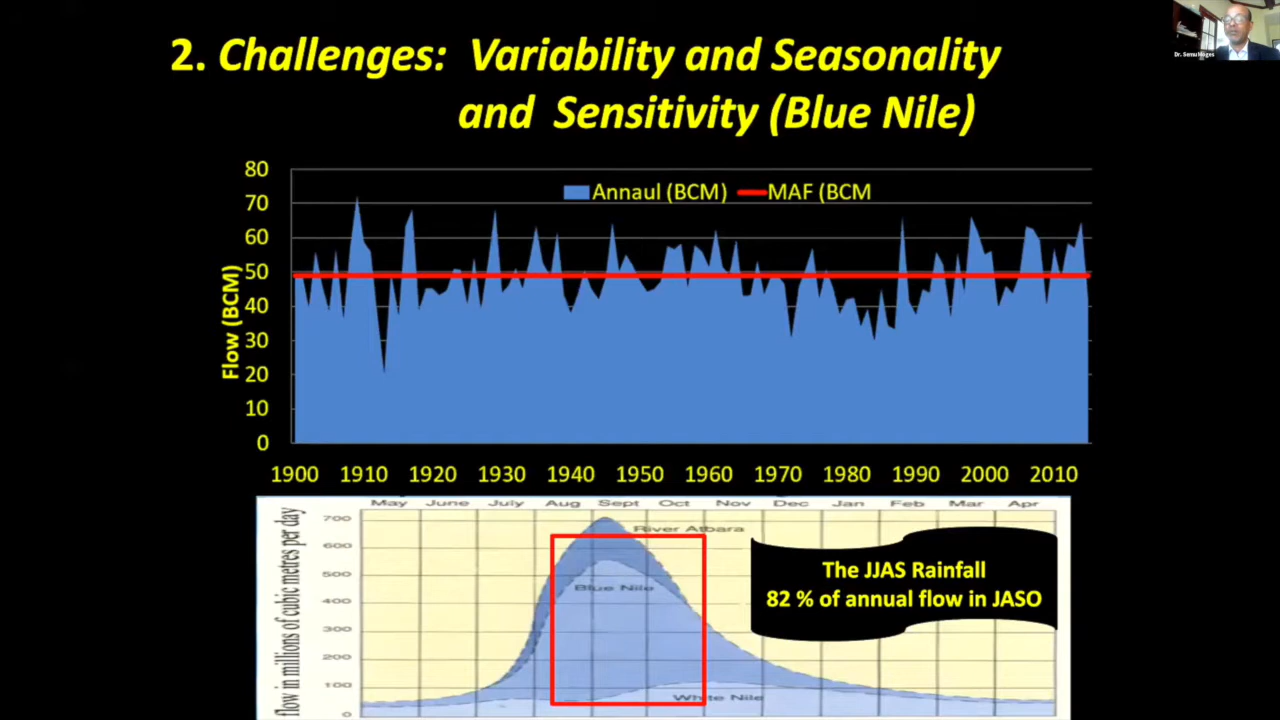 Dr. Semu Moges
2. Challenges: Variability and Seasonality
and Sensitivity (Blue Nile)
Annaul (BCM) MAF (BCM
Flow (BCM)
80
70
60
50
40
30
20
10
0
1900 1910 1920 1930 1940 1950 1960 1970 1980 1990 2000 2010
May June July Aug Sept Oct Nov Dec Jan Feb Mar Apr
flow in millions of cubic metres per day
700
600
500
400
300
200
100
0
River Atbara
Blue Nile
White Nile
The JJAS Rainfall
82 % of annual flow in JASO